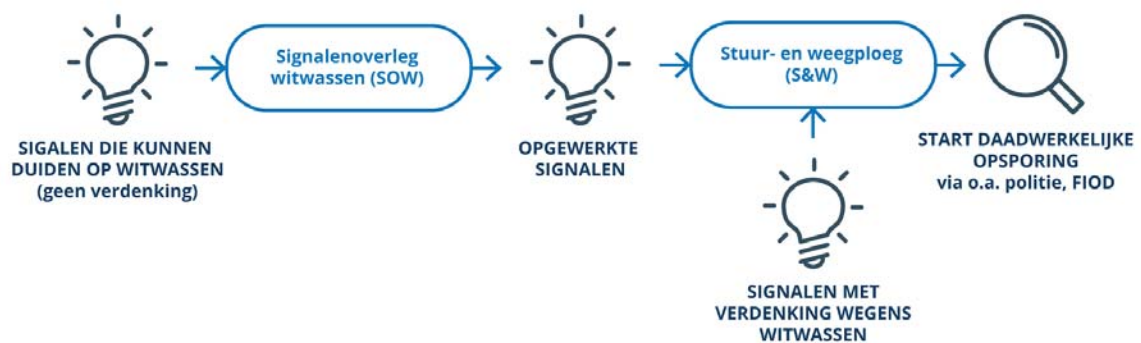 SIGALEN DIE KUNNEN
DUIDEN OP WITWASSEN
(geen verdenking)
Signalenoverleg
witwassen (SOW)
OPGEWERKTE
SIGNALEN
Stuur- en weegploeg
(S&W)
SIGNALEN MET
VERDENKING WEGENS
WITWASSEN
START DAADWERKELIJKE
OPSPORING
via o.a. politie, FIOD